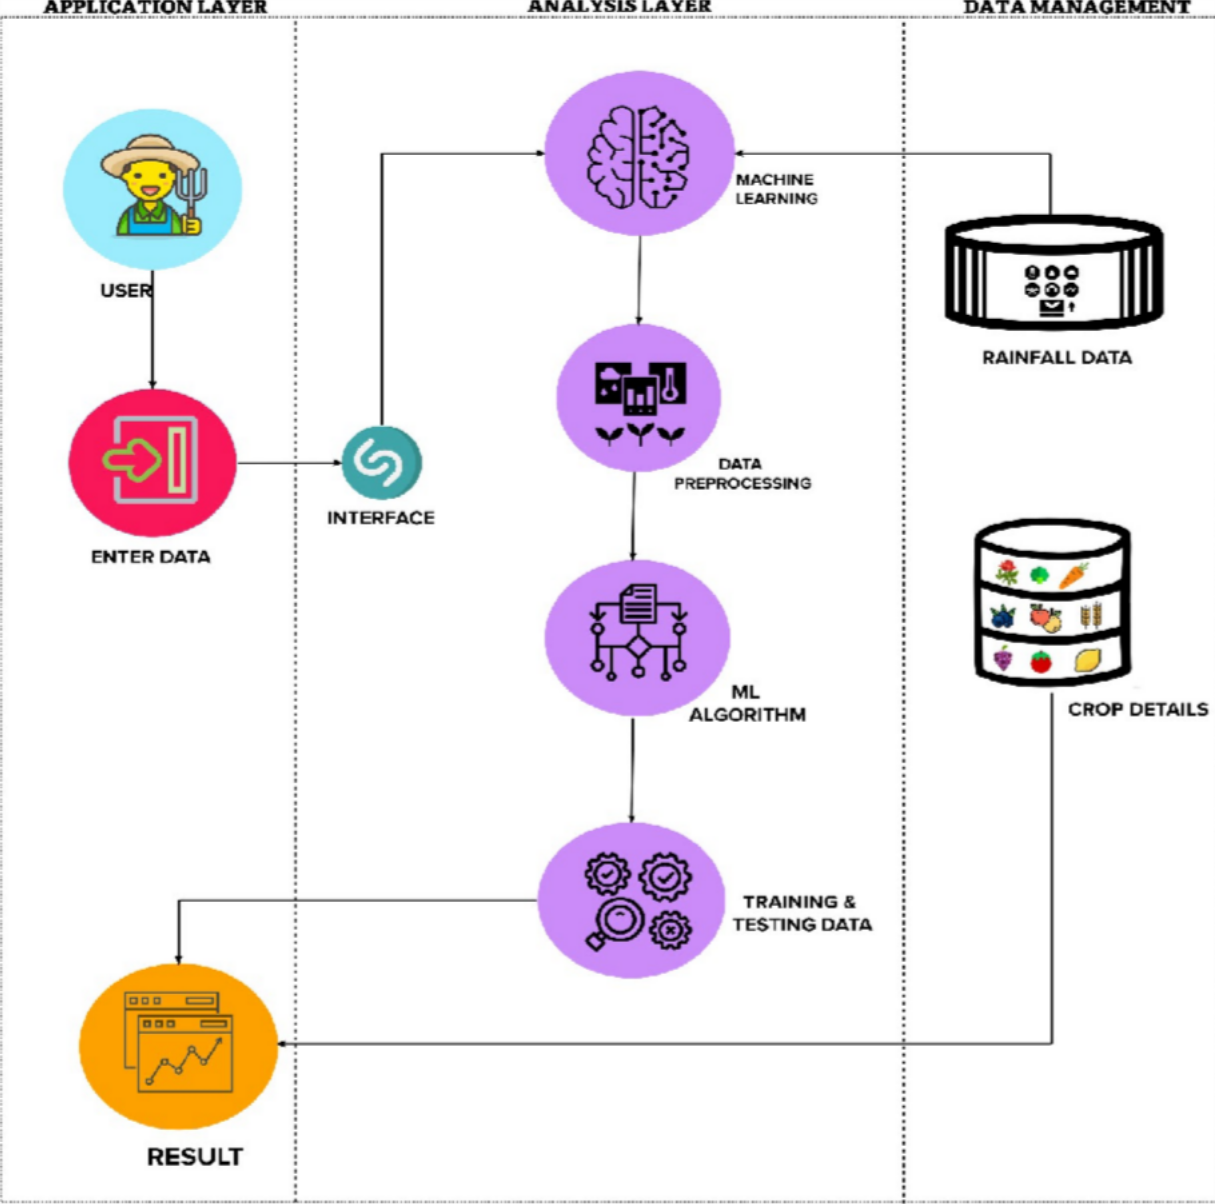 APPLICATION LAYER
ANALYSIS LAYER
DATA MANAGEMENT
USER
ENTER DATA
INTERFACE
MACHINE
LEARNING
DATA
PREPROCESSING
ML
ALGORITHM
TRAINING &
TESTING DATA
RAINFALL DATA
CROP DETAILS
RESULT